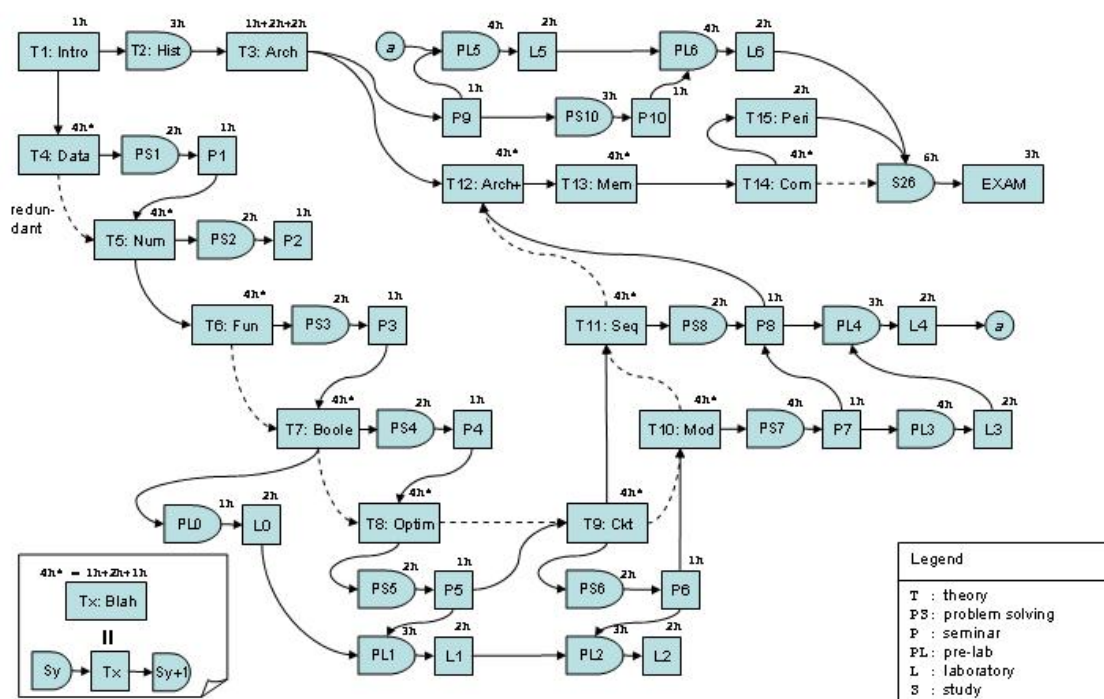 1h
T1: Intro
3h
T2: Hist
1h+2h+2h
T3: Arch
a
4h
PL5
2h
L5
4h
PL6
2h
L6
1h
P9
3h
PS10
1h
P10
2h
T15: Peri
4h*
T4: Data
2h
PS1
1h
P1
4h*
T12: Arch+
4h*
T13: Mem
4h*
T14: Com
6h
S26
3h
EXAM
redun-
dant
4h*
T5: Num
2h
PS2
1h
P2
4h*
T6: Fun
2h
PS3
1h
P3
4h*
T11: Seq
2h
PS8
1h
P8
3h
PL4
2h
L4
a
4h*
T7: Boole
2h
PS4
1h
P4
4h*
T10: Mod
4h
PS7
1h
P7
4h
PL3
2h
L3
1h
PL0
2h
L0
4h*
T8: Optim
4h*
T9: Ckt
2h
PS5
1h
P5
2h
PS6
1h
P6
3h
PL1
2h
L1
3h
PL2
2h
L2
4h* = 1h+2h+1h
Tx: Blah
=
Sy
Tx
Sy+1
Legend
T : theory
PS: problem solving
P : seminar
PL: pre-lab
L : laboratory
S : study